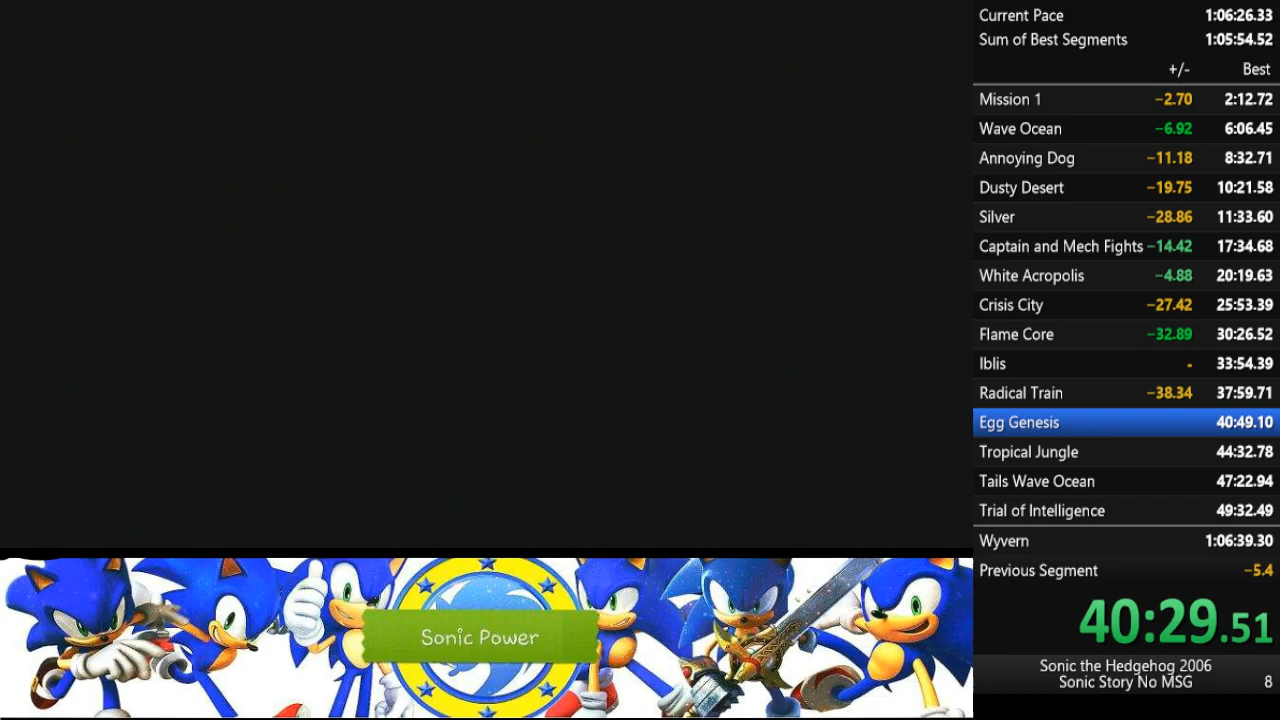 Current Pace 1:06:26.33
Sum of Best Segments 1:05:54.52
+/- Best
Mission 1 −2.70 2:12.72
Wave Ocean −6.92 6:06.45
Annoying Dog −11.18 8:32.71
Dusty Desert −19.75 10:21.58
Silver −28.86 11:33.60
Captain and Mech Fights −14.42 17:34.68
White Acropolis −4.88 20:19.63
Crisis City −27.42 25:53.39
Flame Core −32.89 30:26.52
Iblis - 33:54.39
Radical Train −38.34 37:59.71
Egg Genesis 40:49.10
Tropical Jungle 44:32.78
Tails Wave Ocean 47:22.94
Trial of Intelligence 49:32.49
Wyvern 1:06:39.30
Previous Segment −5.4
40:29.51
Sonic the Hedgehog 2006
Sonic Story No MSG 8
Sonic Power